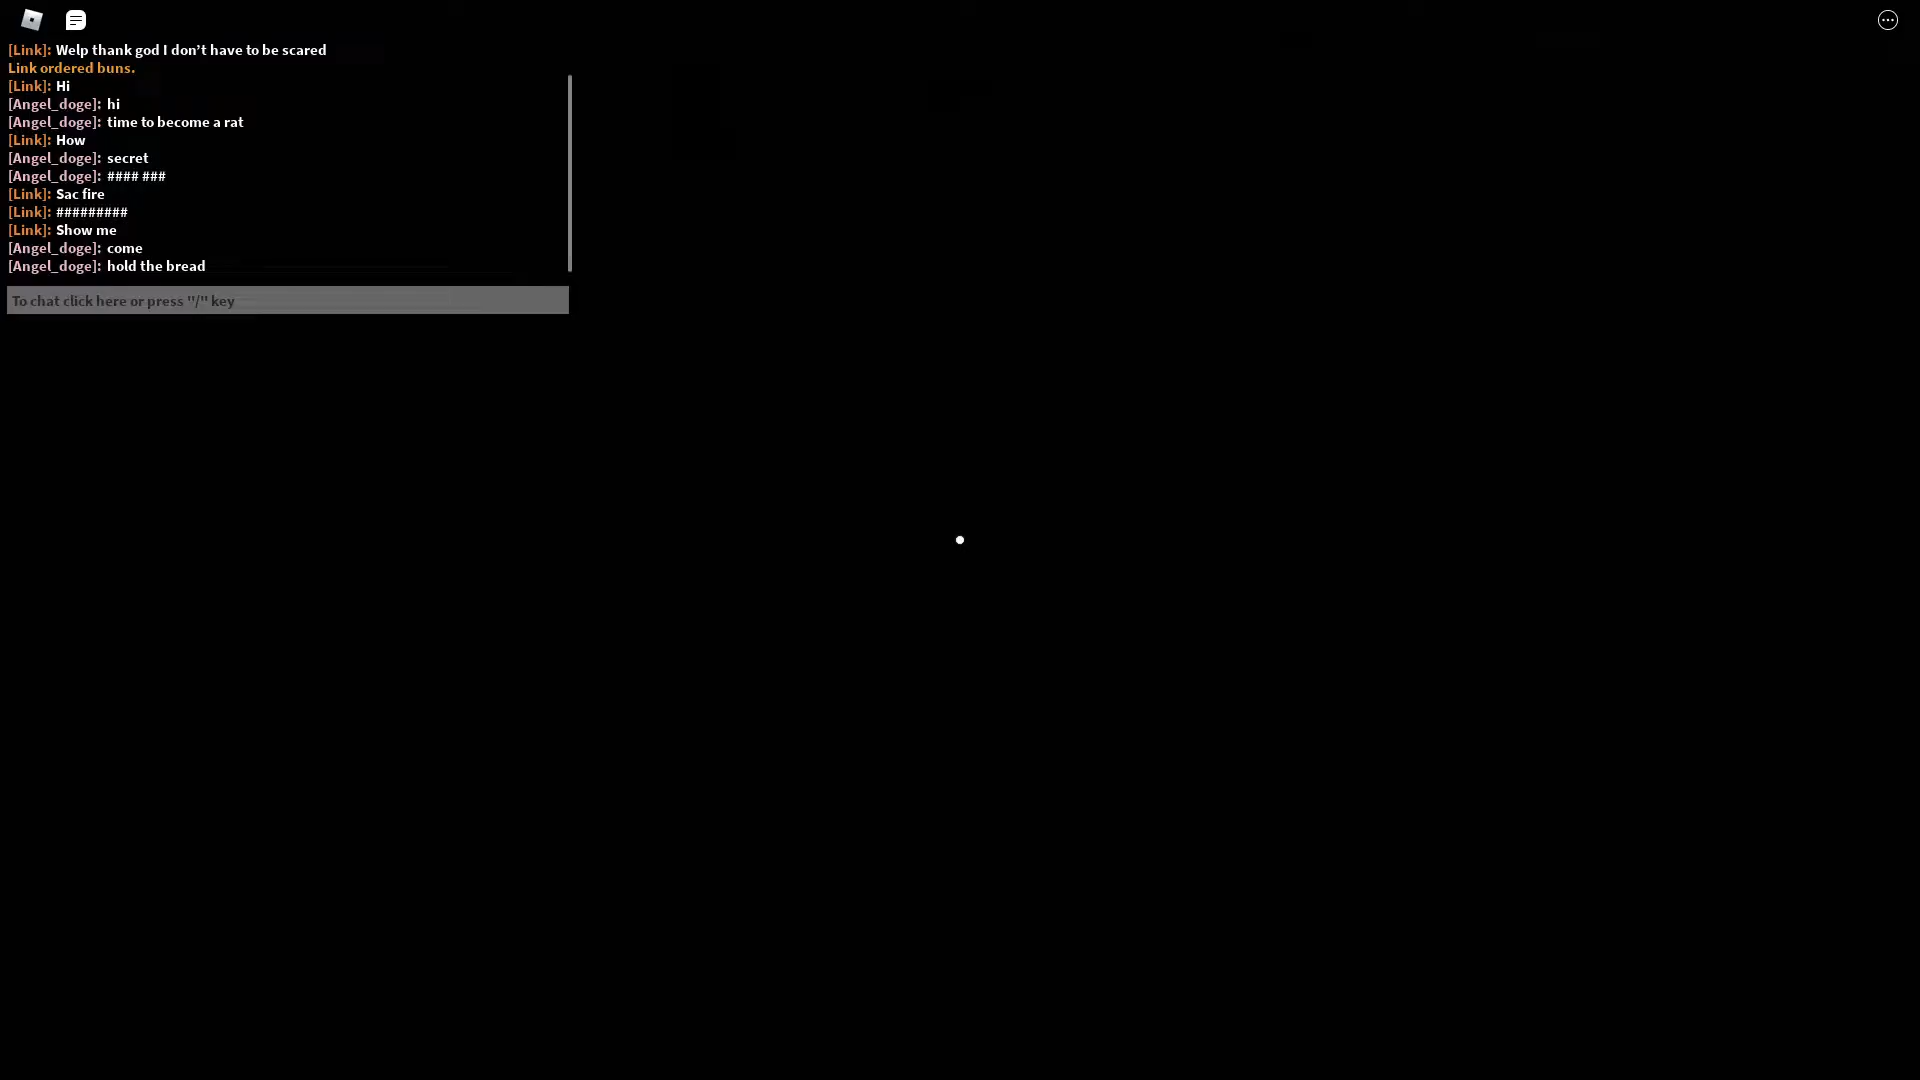 [Link]: Welp thank god I don’t have to be scared
Link ordered buns.
[Link]: Hi
[Angel_doge]: hi
[Angel_doge]: time to become a rat
[Link]: How
[Angel_doge]: secret
[Angel_doge]: #### ###
[Link]: Sac fire
[Link]: #########
[Link]: Show me
[Angel_doge]: come
[Angel_doge]: hold the bread
To chat click here or press "/" key